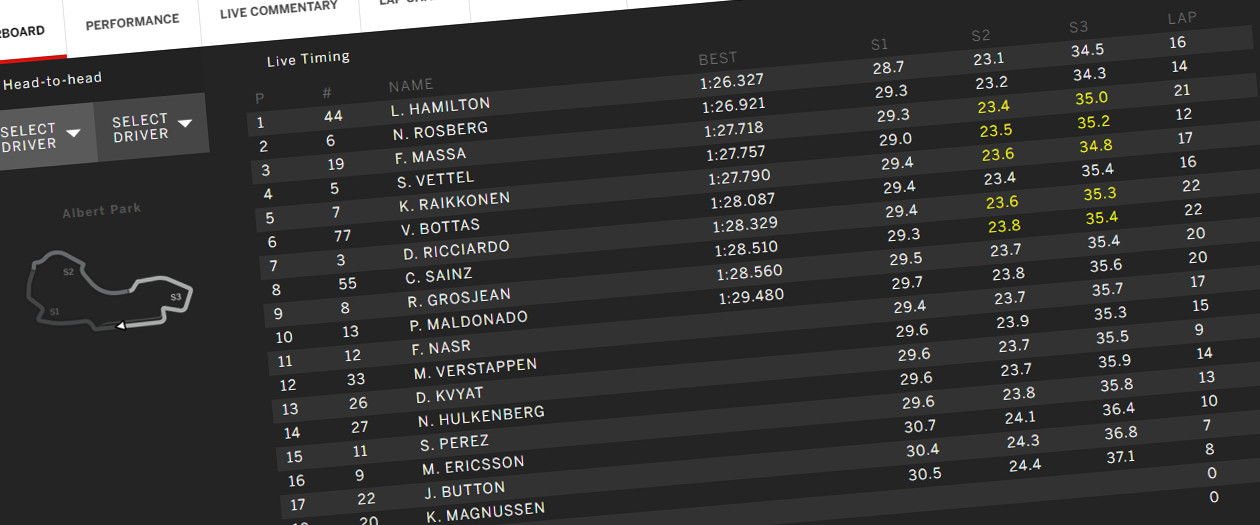 RBOARD PERFORMANCE LIVE COMMENTARY
Head-to-head
SELECT DRIVER
SELECT DRIVER
Albert Park
S2
S3
S1
Live Timing
P # NAME BEST S1 S2 S3 LAP
1 44 L. HAMILTON 1:26.327 28.7 23.1 34.5 16
2 6 N. ROSBERG 1:26.921 29.3 23.2 34.3 14
3 19 F. MASSA 1:27.718 29.3 23.4 35.0 21
4 5 S. VETTEL 1:27.757 29.0 23.5 35.2 12
5 7 K. RAIKKONEN 1:27.790 29.4 23.6 34.8 17
6 77 V. BOTTAS 1:28.087 29.4 23.4 35.4 16
7 3 D. RICCIARDO 1:28.329 29.4 23.6 35.3 22
8 55 C. SAINZ 1:28.510 29.3 23.8 35.4 22
9 8 R. GROSJEAN 1:28.560 29.5 23.7 35.4 20
10 13 P. MALDONADO 1:29.480 29.7 23.8 35.6 20
11 12 F. NASR 29.4 23.7 35.7 17
12 33 M. VERSTAPPEN 29.6 23.9 35.3 15
13 26 D. KVYAT 29.6 23.7 35.5 9
14 27 N. HULKENBERG 29.6 23.7 35.9 14
15 11 S. PEREZ 29.6 23.8 35.8 13
16 9 M. ERICSSON 30.7 24.1 36.4 10
17 22 J. BUTTON 30.4 24.3 36.8 7
20 K. MAGNUSSEN 30.5 24.4 37.1 8
0
0